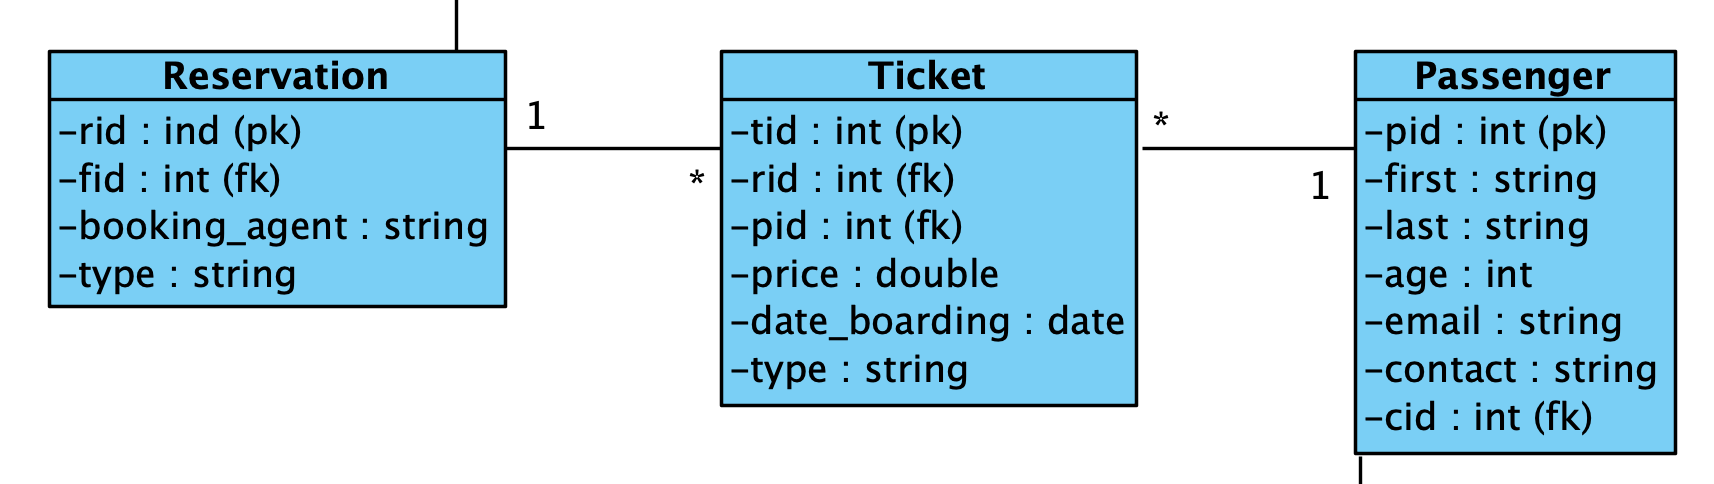 Reservation
-rid : ind (pk)
-fid : int (fk)
-booking_agent : string
-type : string
1
*
Ticket
-tid : int (pk)
-rid : int (fk)
-pid : int (fk)
-price : double
-date_boarding : date
-type : string
*
1
Passenger
-pid : int (pk)
-first : string
-last : string
-age : int
-email : string
-contact : string
-cid : int (fk)